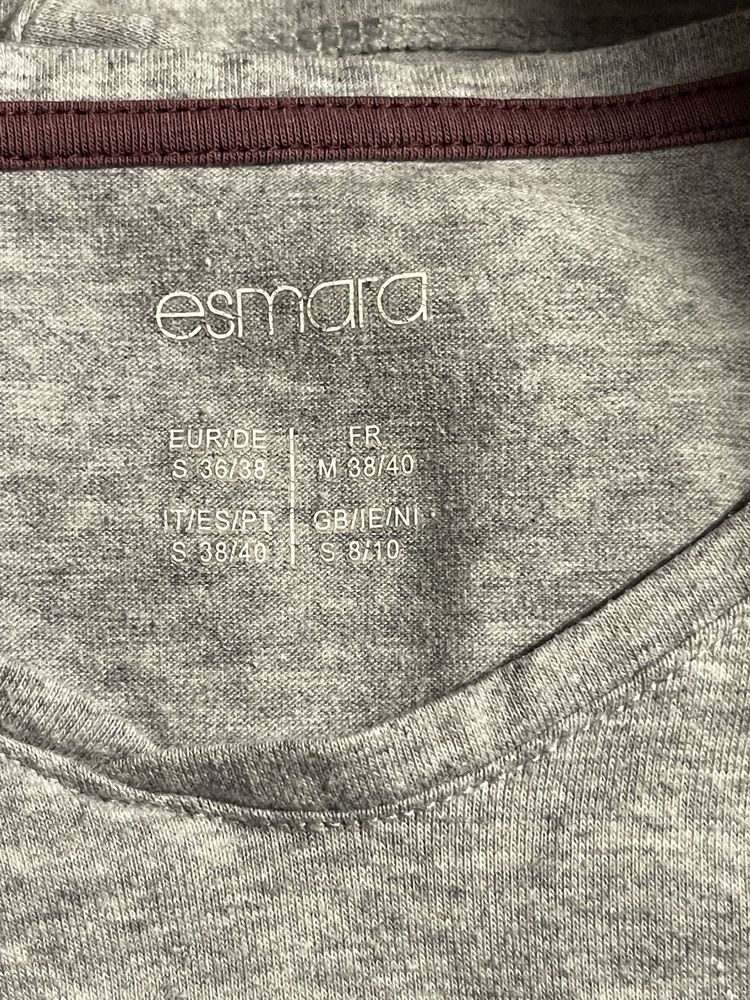 esmara
EUR/DE
S 36/38
FR
M 38/40
IT/ES/PT
S 38/40
GB/IE/NI
S 8/10